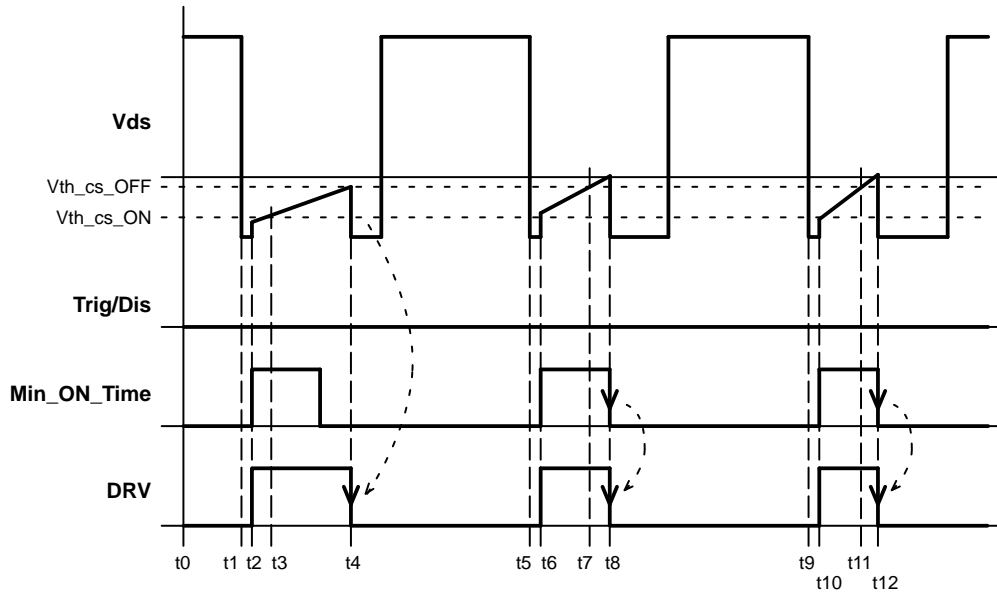 Vds
Vth_cs_OFF
Vth_cs_ON
Trig/Dis
Min_ON_Time
DRV
t0 t1 t2 t3 t4 t5 t6 t7 t8 t9 t11
t10 t12